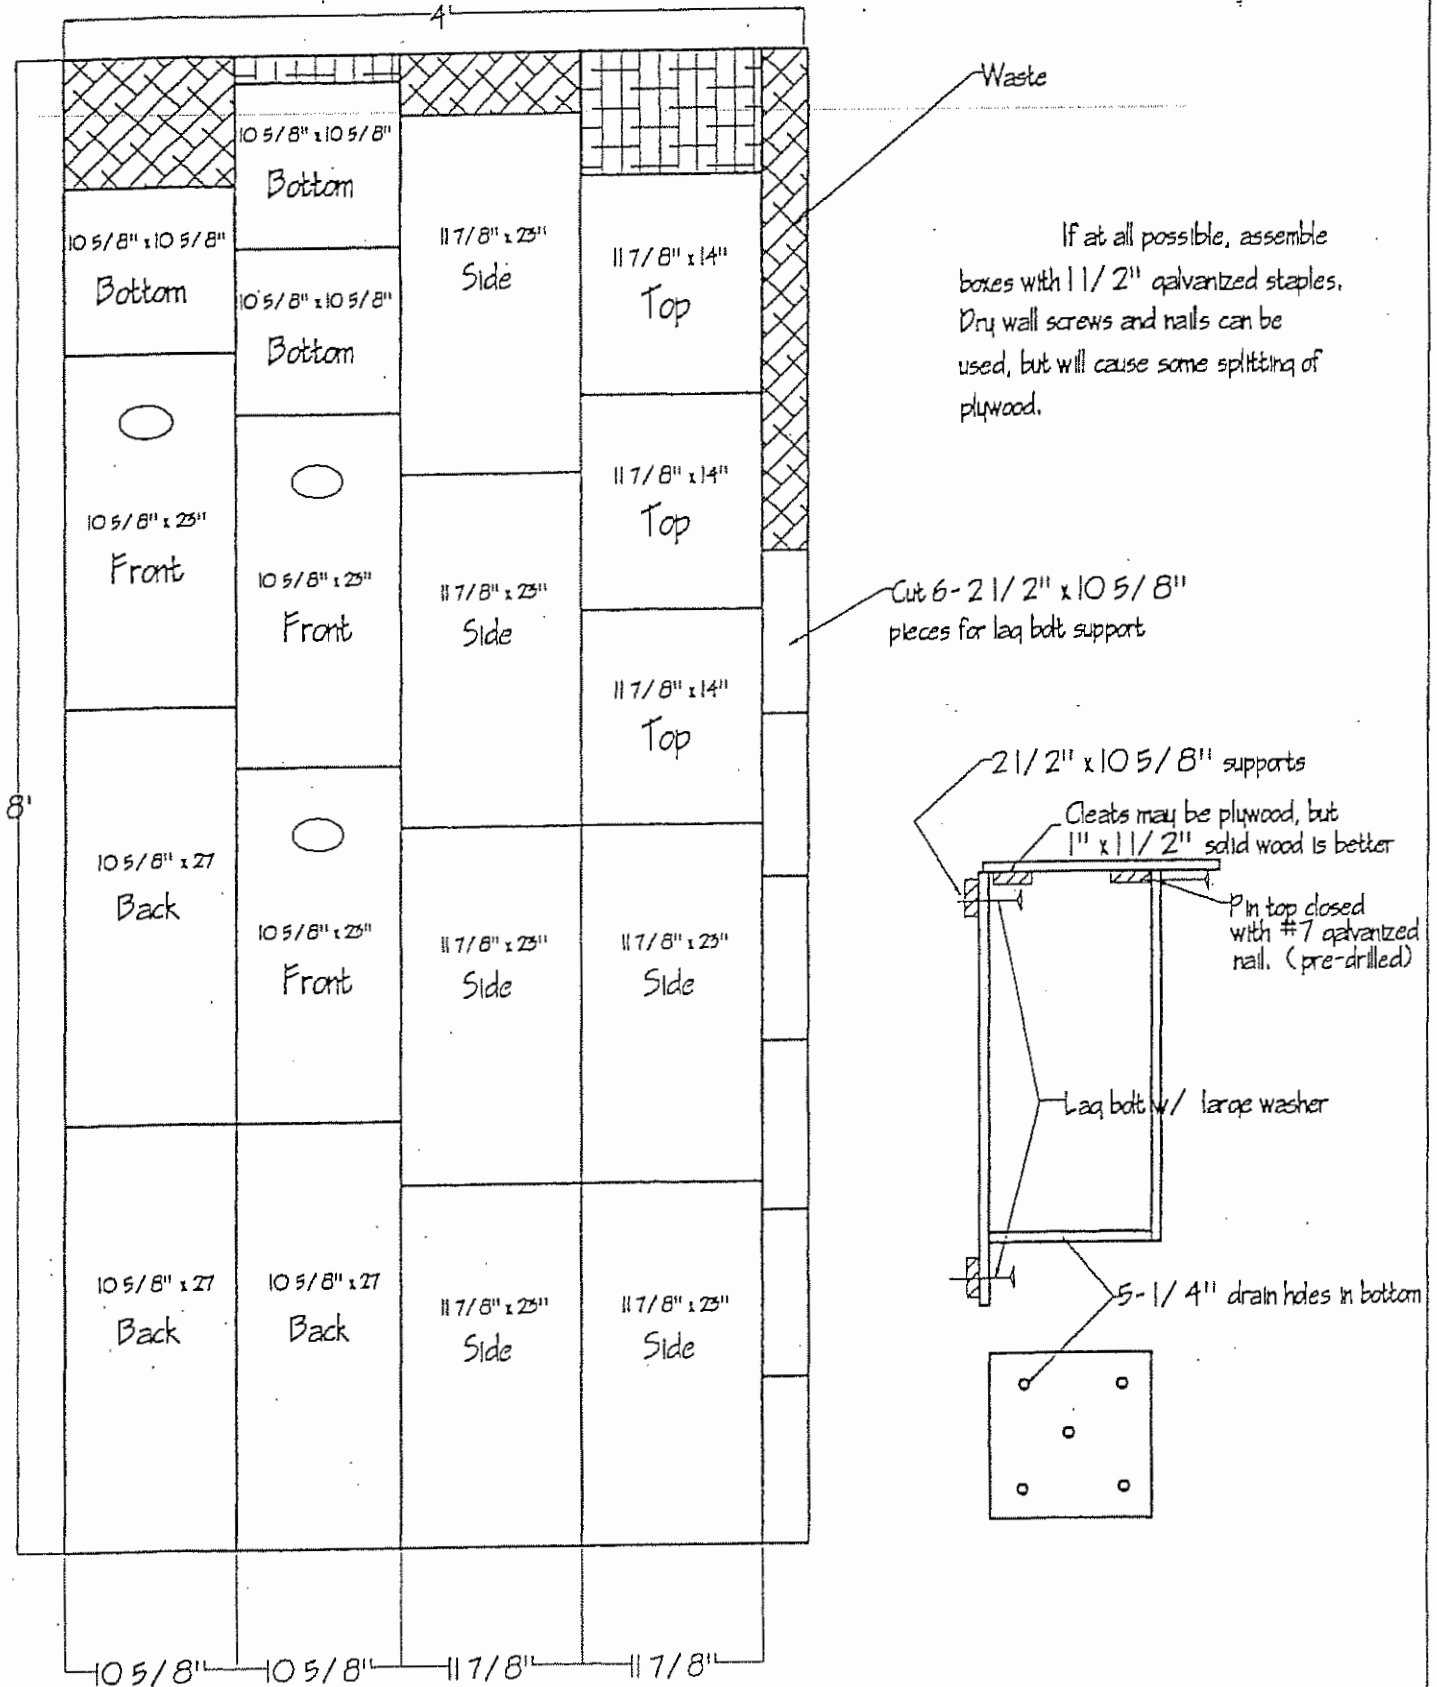 4'
8'
Waste
10 5/8" x 10 5/8"
Bottom
10 5/8" x 10 5/8"
Bottom
10 5/8" x 10 5/8"
Bottom
11 7/8" x 23"
Side
11 7/8" x 14"
Top
If at all possible, assemble
boxes with 1 1/2" galvanized staples.
Dry wall screws and nails can be
used, but will cause some splitting of
plywood.
10 5/8" x 23"
Front
10 5/8" x 23"
Front
11 7/8" x 23"
Side
11 7/8" x 14"
Top
Cut 6-2 1/2" x 10 5/8"
pieces for lag bolt support
11 7/8" x 14"
Top
2 1/2" x 10 5/8" supports
Cleats may be plywood, but
1" x 1 1/2" solid wood is better
Pin top closed
with #7 galvanized
nail. (pre-drilled)
10 5/8" x 27
Back
10 5/8" x 23"
Front
11 7/8" x 23"
Side
11 7/8" x 23"
Side
Lag bolt w/ large washer
10 5/8" x 27
Back
10 5/8" x 27
Back
11 7/8" x 23"
Side
11 7/8" x 23"
Side
5-1/4" drain holes in bottom
10 5/8" 10 5/8" 11 7/8" 11 7/8"